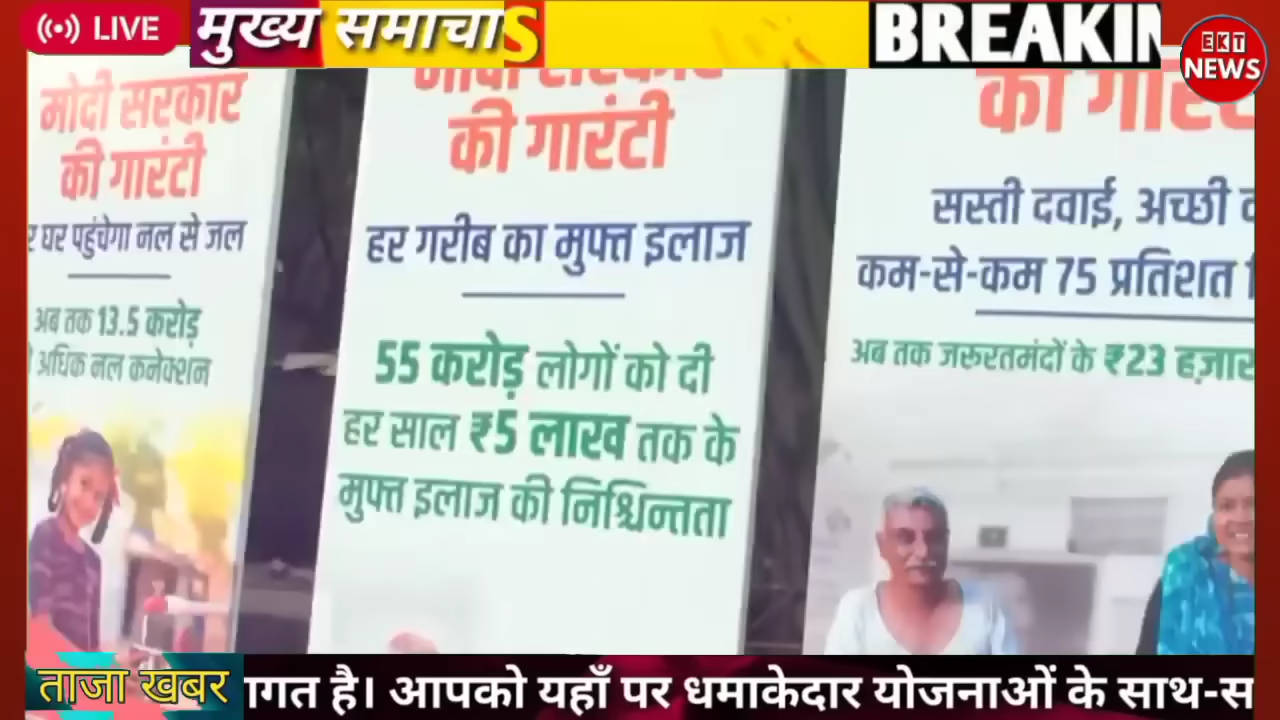 LIVE
मुख्य समाचा
S
BREAKIN
EKT
NEWS
मोदी सरकार
की गारंटी
र घर पहुंचेगा नल से जल
अब तक 13.5 करोड़
अधिक नल कनेक्शन
मोदी सरकार
की गारंटी
हर गरीब का मुफ्त इलाज
55 करोड़ लोगों को दी
हर साल ₹5 लाख तक के
मुफ्त इलाज की निश्चिन्तता
की गारंट
सस्ती दवाई, अच्छी
कम-से-कम 75 प्रतिशत
अब तक जरूरतमंदों के ₹23 हज़ार
ताजा खबर
ागत है। आपको यहाँ पर धमाकेदार योजनाओं के साथ-स